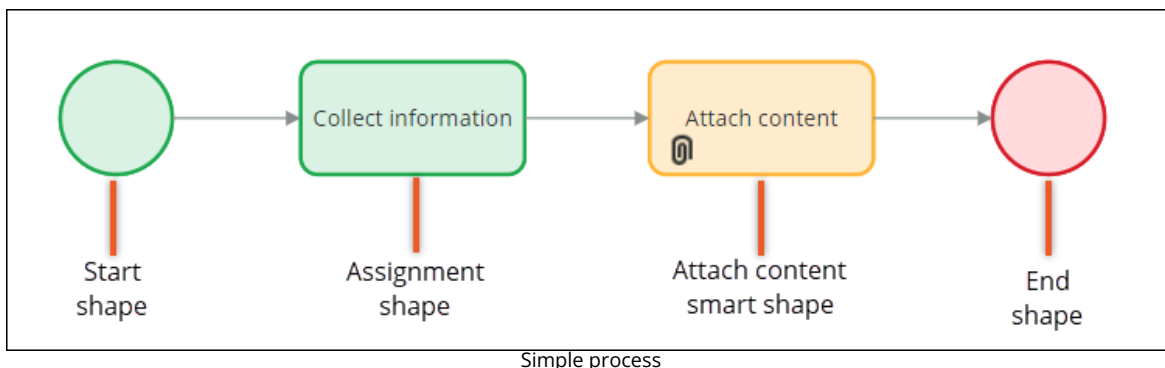 Collect information
Attach content
Start
shape
Assignment
shape
Attach content
smart shape
End
shape
Simple process